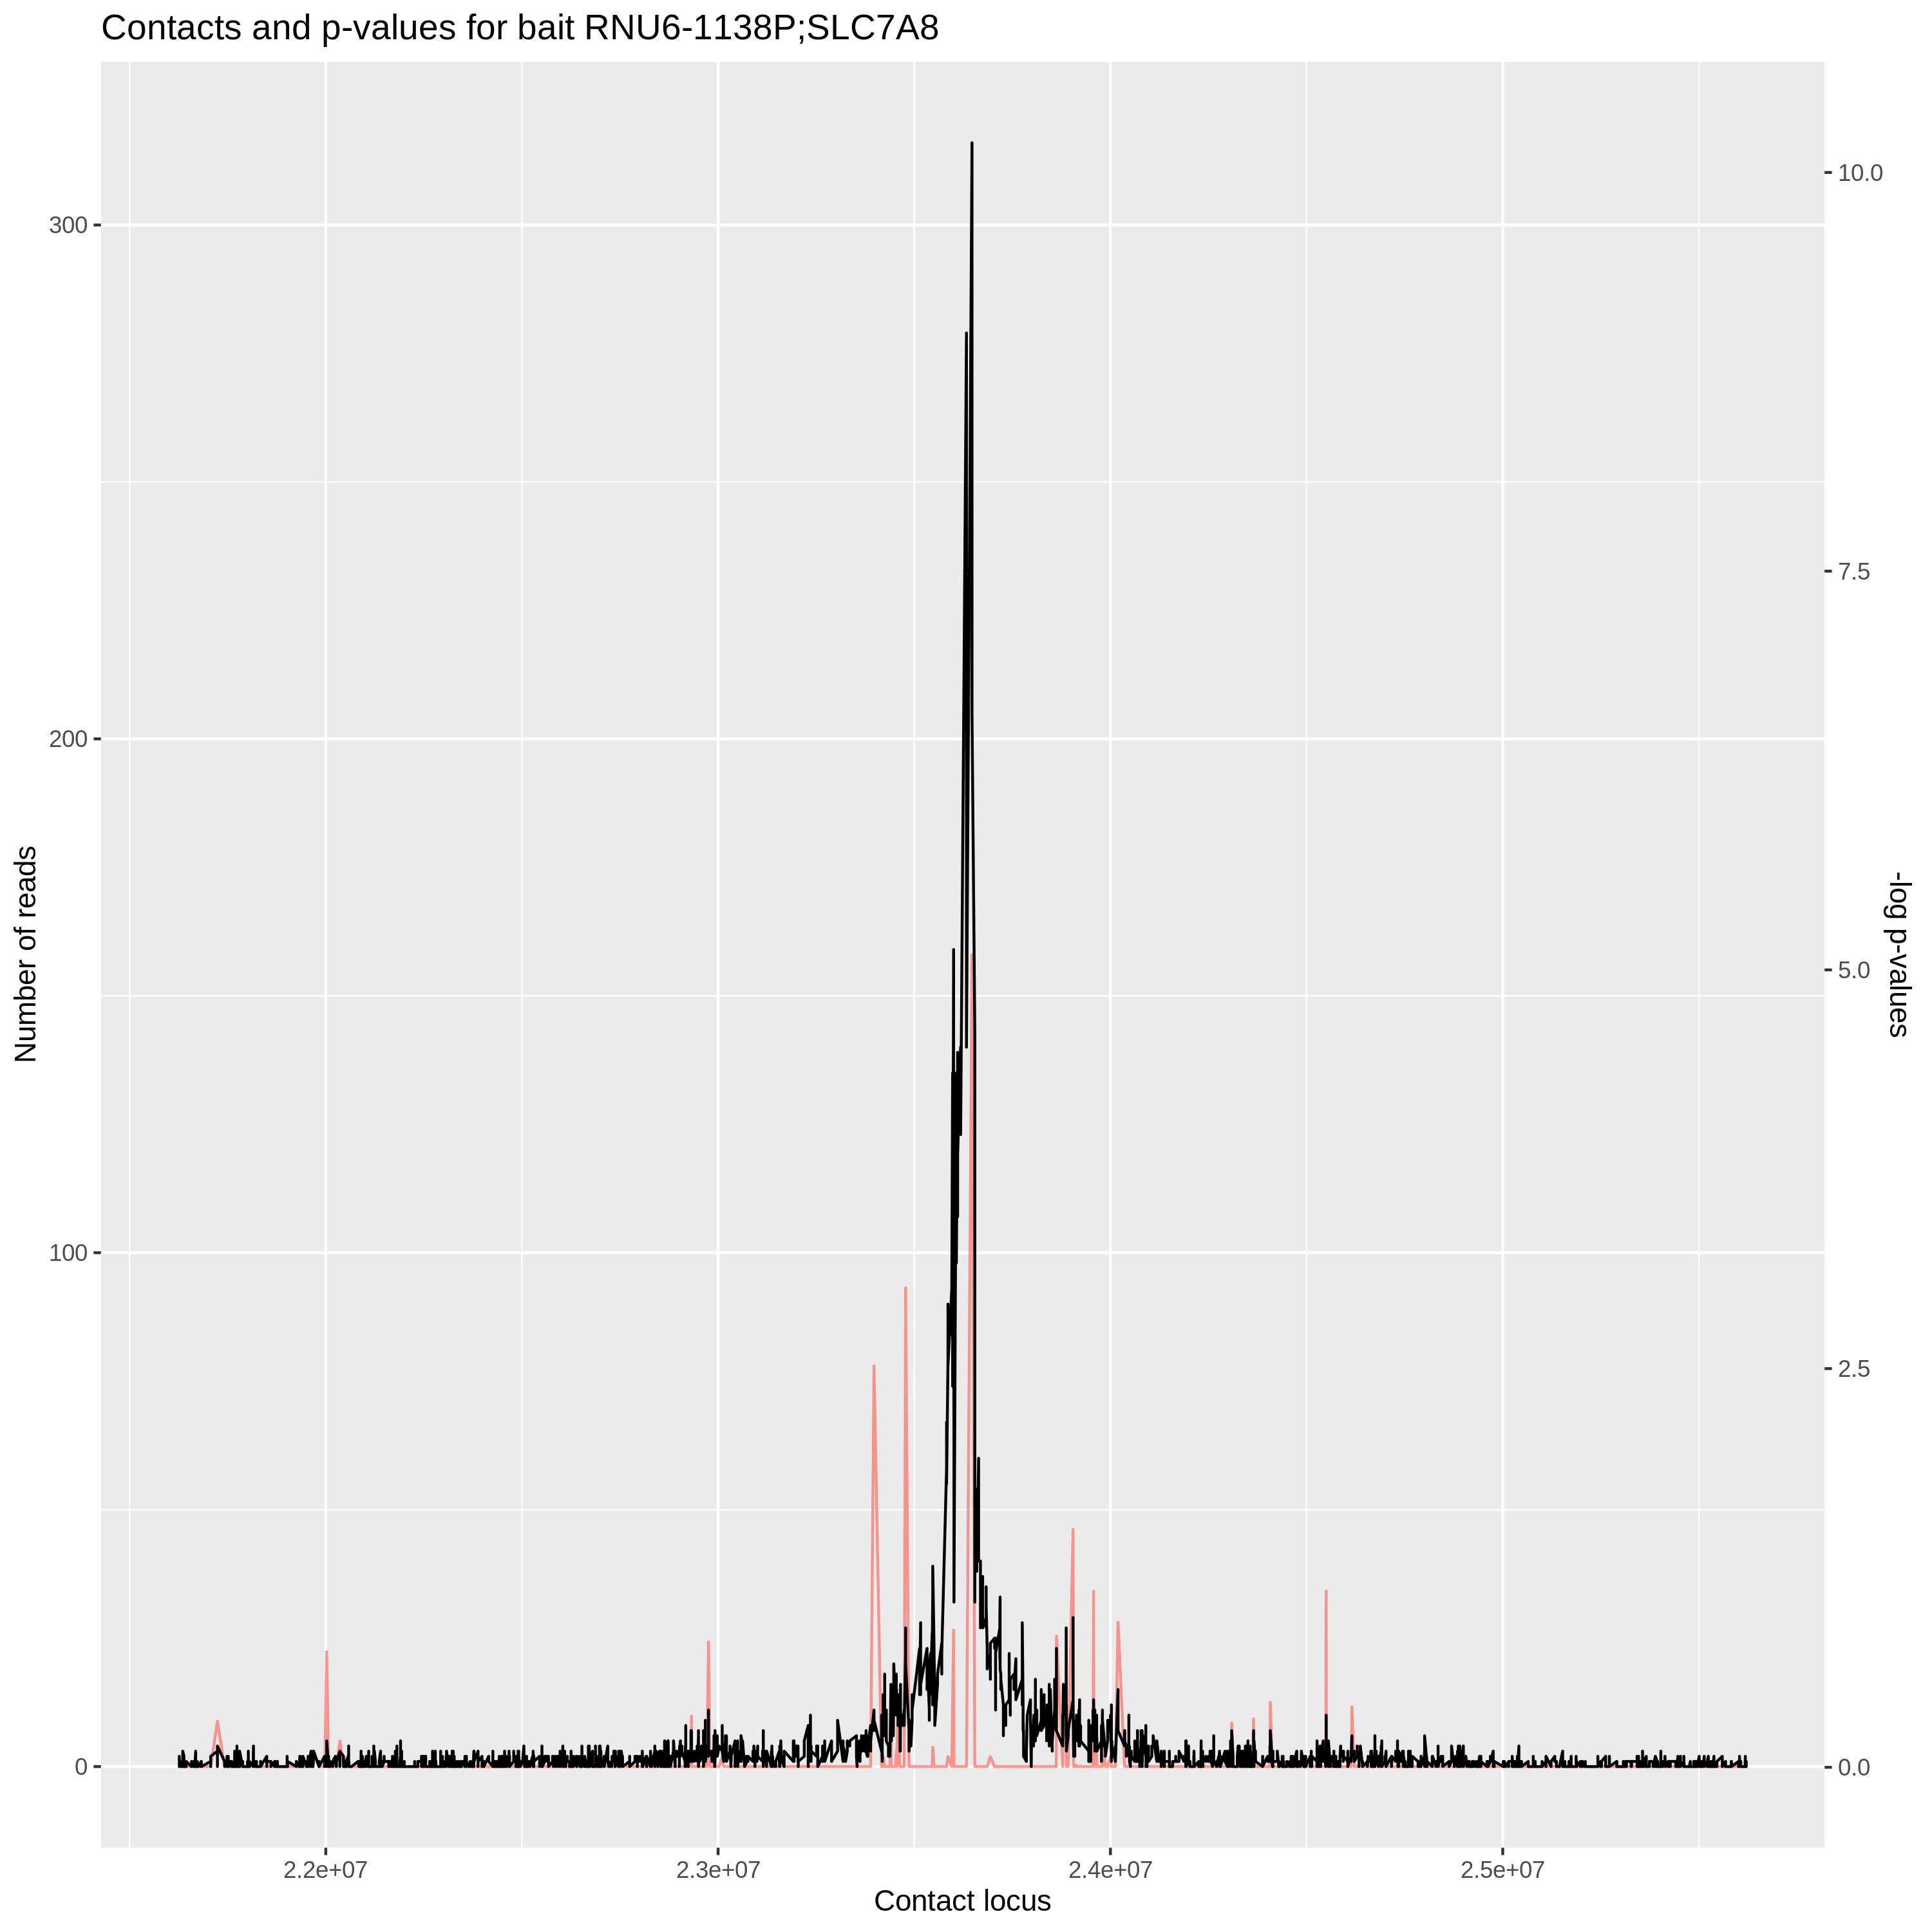 Contacts and p-values for bait RNU6-1138P;SLC7A8
300
200
100
0
Number of reads
10.0
7.5
5.0
2.5
0.0
-log p-values
2.2e+07
2.3e+07
2.4e+07
2.5e+07
Contact locus